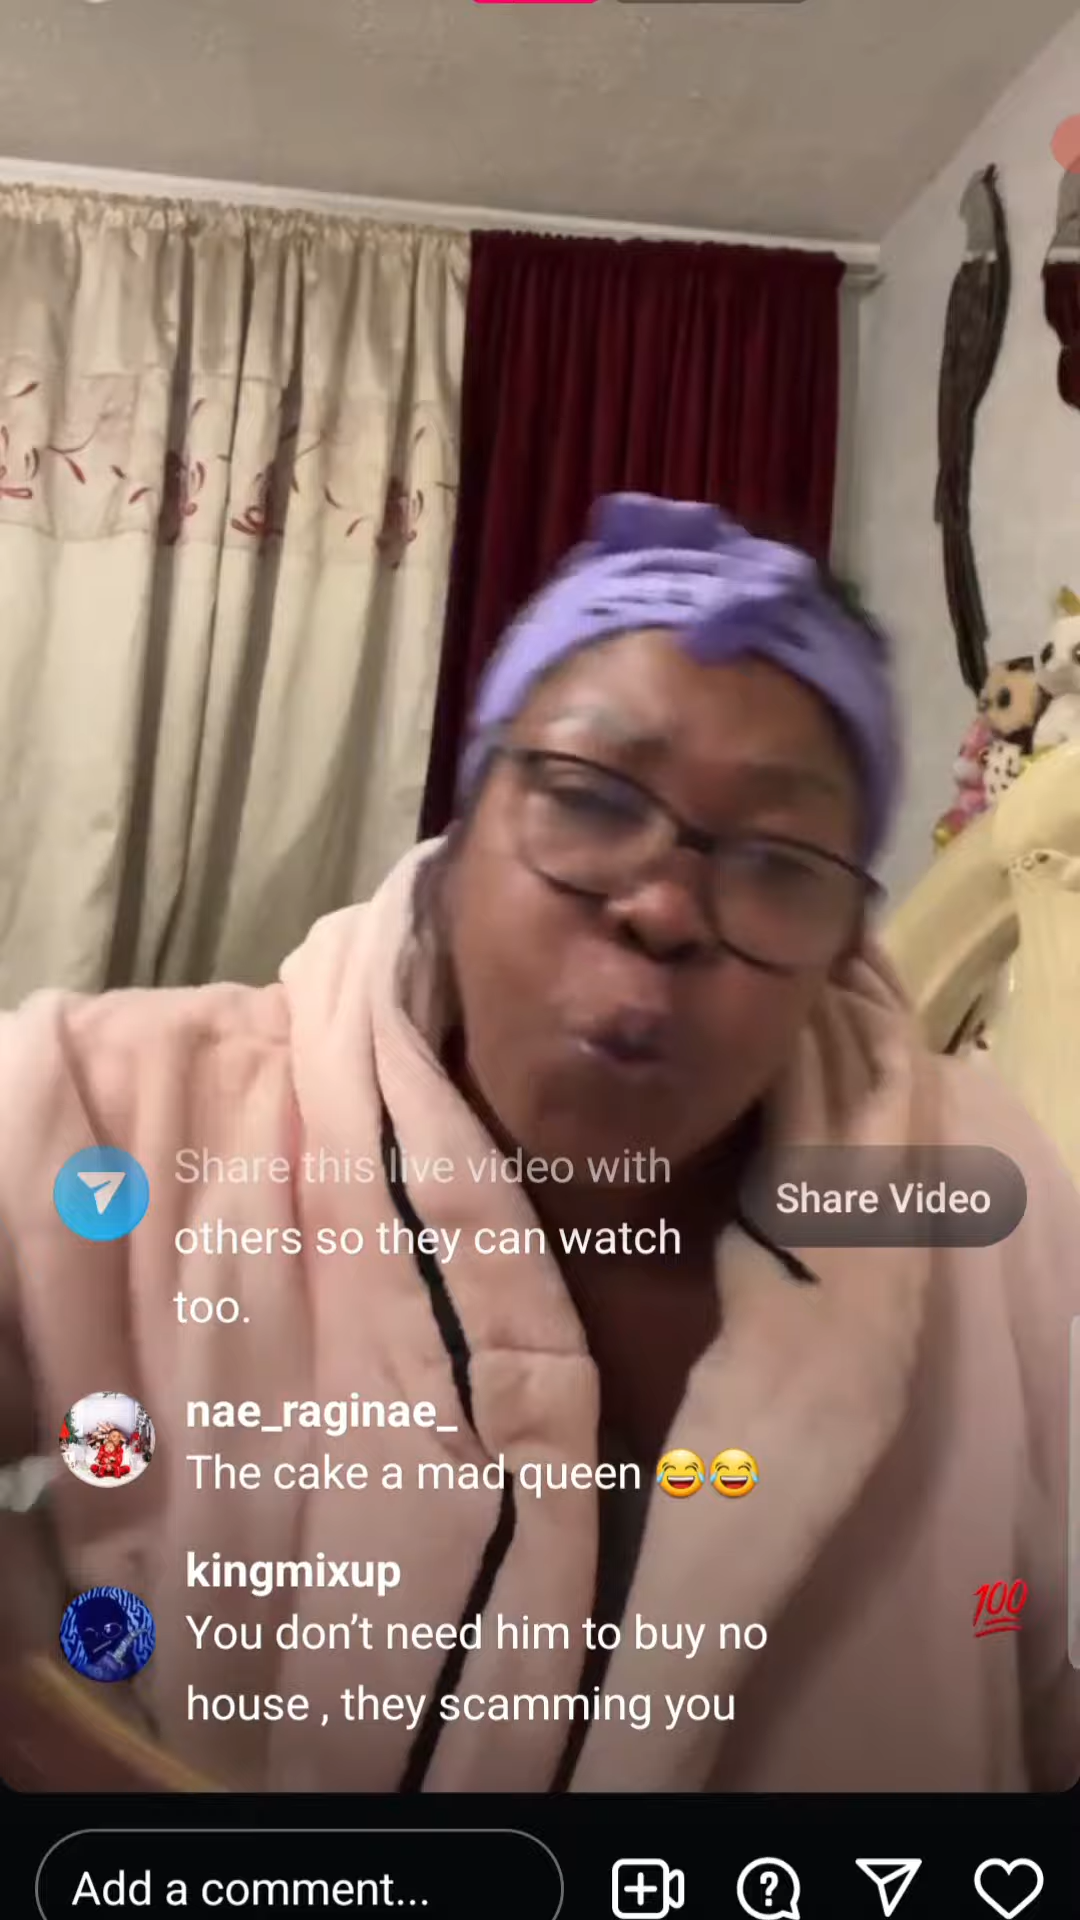 Share this live video with
others so they can watch
too.
Share Video
nae_raginae_
The cake a mad queen 😂😂
kingmixup
You don’t need him to buy no
house , they scamming you
💯
Add a comment...